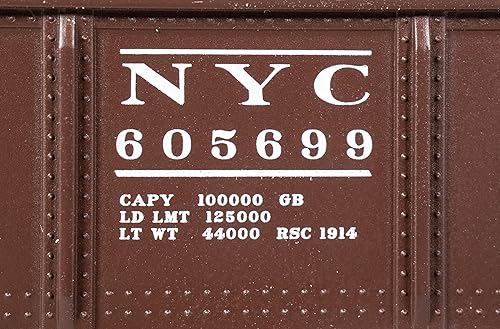 NYC
605699
CAPY 100000 GB
LD LMT 125000
LT WT 44000 RSC 1914